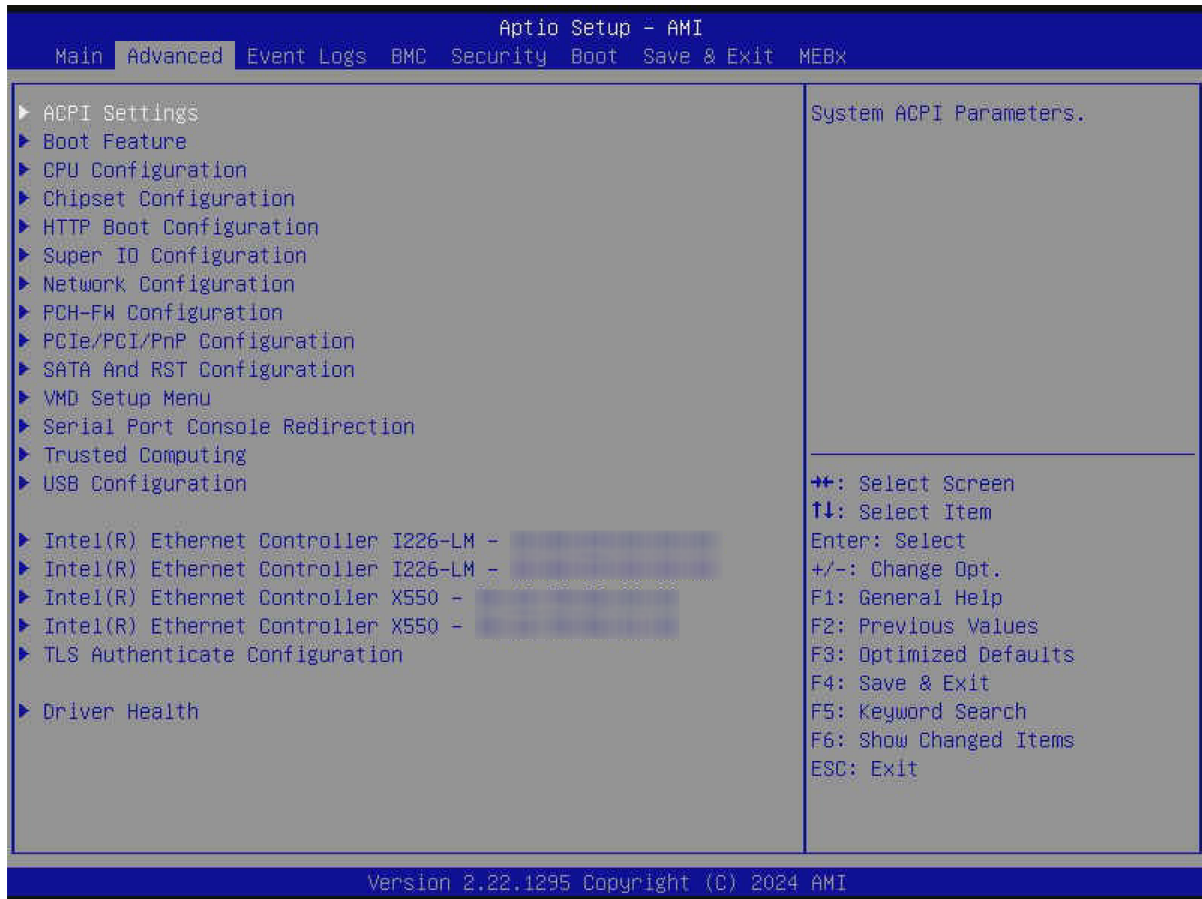 Aptio Setup – AMI
Main Advanced Event Logs BMC Security Boot Save & Exit MEBx
ACPI Settings
Boot Feature
CPU Configuration
Chipset Configuration
HTTP Boot Configuration
Super IO Configuration
Network Configuration
PCH-FW Configuration
PCIe/PCI/PnP Configuration
SATA And RST Configuration
VMD Setup Menu
Serial Port Console Redirection
Trusted Computing
USB Configuration
Intel(R) Ethernet Controller I226-LM -
Intel(R) Ethernet Controller I226-LM -
Intel(R) Ethernet Controller X550 -
Intel(R) Ethernet Controller X550 -
TLS Authenticate Configuration
Driver Health
System ACPI Parameters.
→←: Select Screen
↑↓: Select Item
Enter: Select
+/-: Change Opt.
F1: General Help
F2: Previous Values
F3: Optimized Defaults
F4: Save & Exit
F5: Keyword Search
F6: Show Changed Items
ESC: Exit
Version 2.22.1295 Copyright (C) 2024 AMI